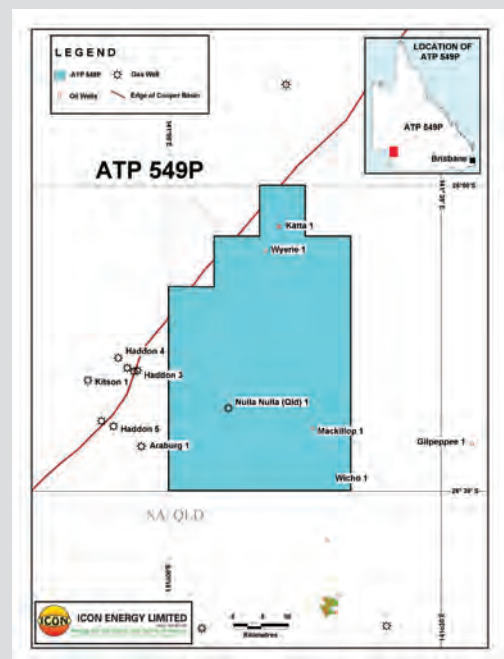 LEGEND
ATP 549P
Gas Well
Oil Wells
Edge of Cooper Basin
LOCATION OF
ATP 549P
ATP 549P
Brisbane
ATP 549P
Katta 1
Wyerie 1
Haddon 4
Haddon 3
Kitson 1
Haddon 5
Araburg 1
Nulla Nulla (Qld) 1
Mackillop 1
Gilpeppee 1
Wicho 1
SA/ QLD
ICON
ICON ENERGY LIMITED
Kilometres